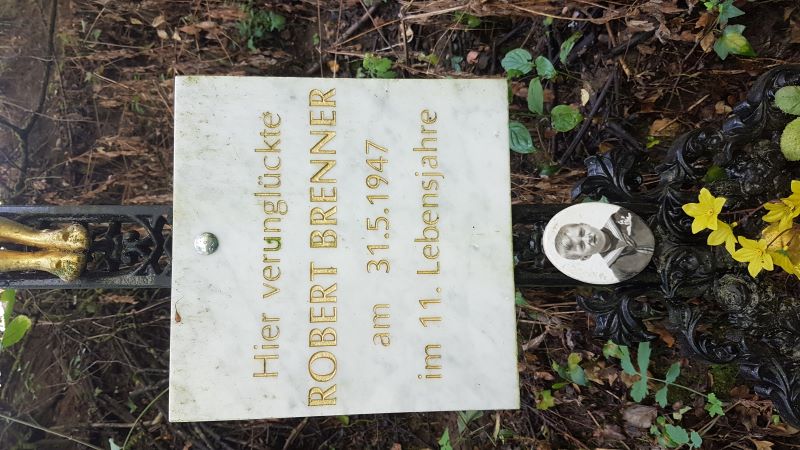 Hier verunglückte
ROBERT BRENNER
am 31.5.1947
im 11. Lebensjahre